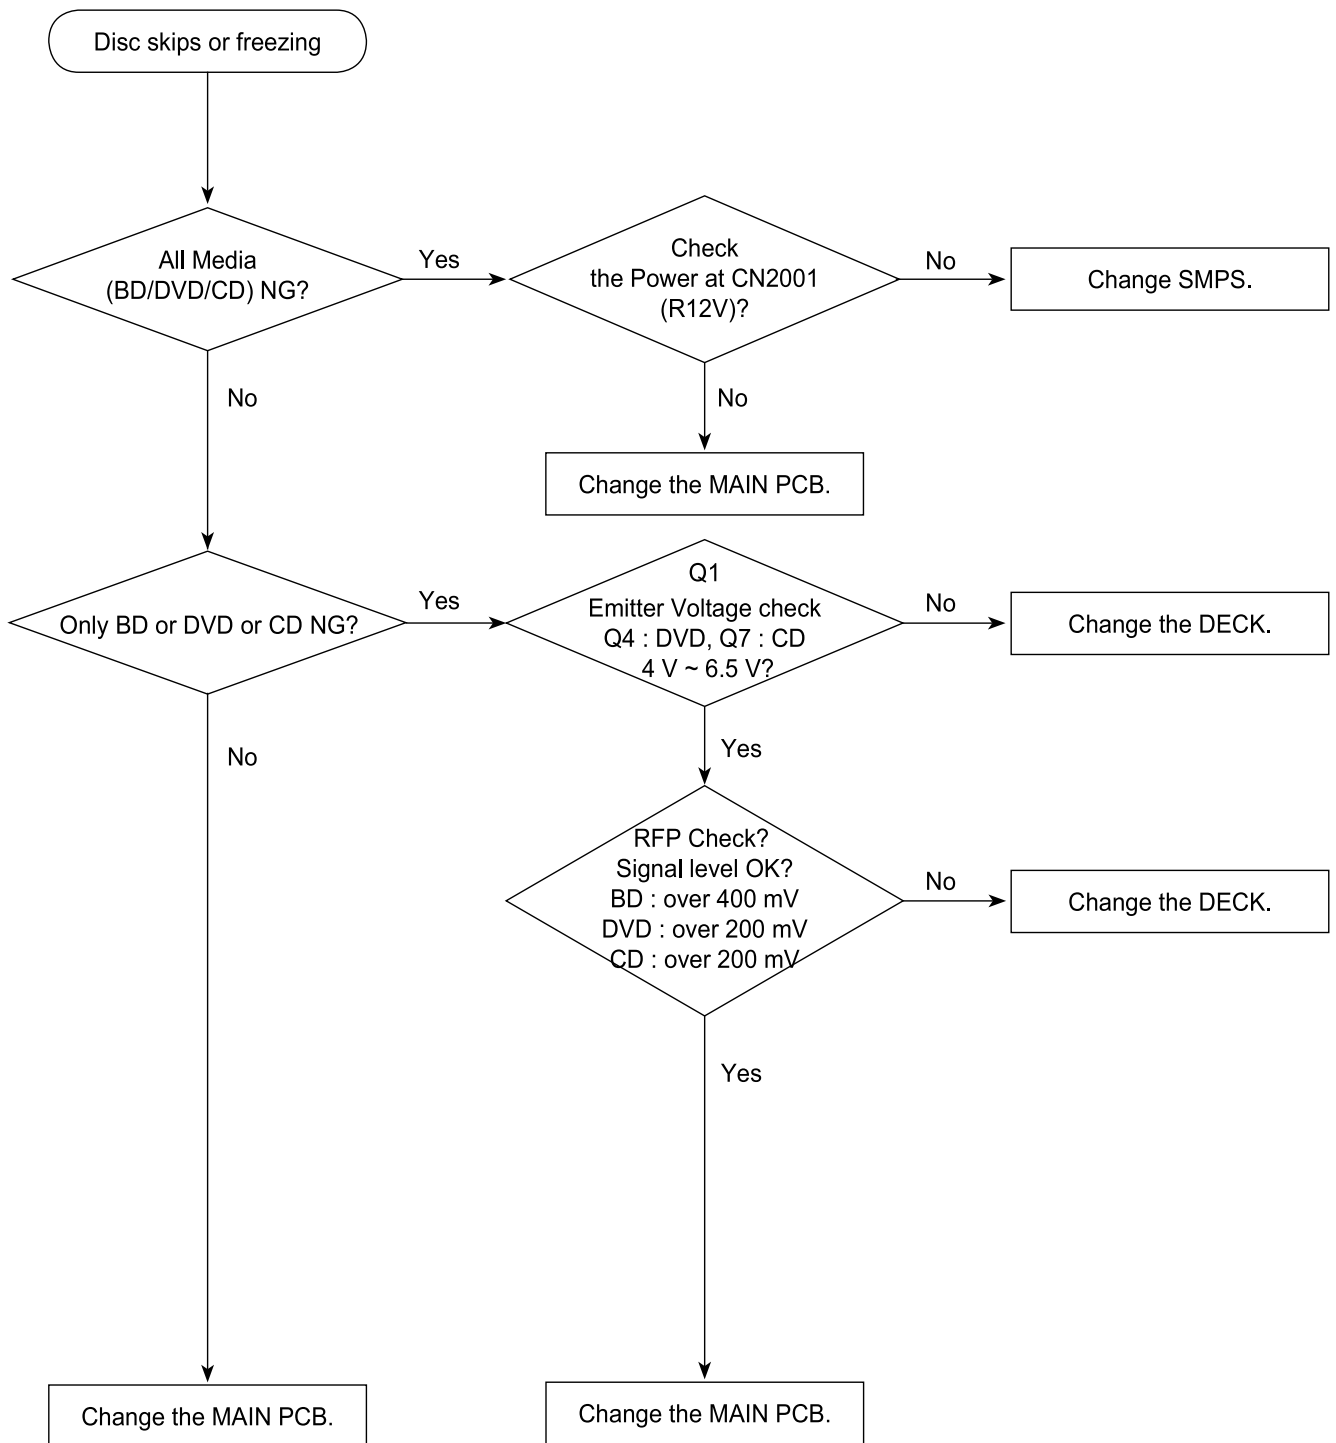 Disc skips or freezing
All Media
(BD/DVD/CD) NG?
Yes
Check
the Power at CN2001
(R12V)?
No
Change SMPS.
No
No
Change the MAIN PCB.
Only BD or DVD or CD NG?
Yes
Q1
Emitter Voltage check
Q4 : DVD, Q7 : CD
4 V ~ 6.5 V?
No
Change the DECK.
No
Yes
RFP Check?
Signal level OK?
BD : over 400 mV
DVD : over 200 mV
CD : over 200 mV
No
Change the DECK.
Yes
Change the MAIN PCB.
Change the MAIN PCB.